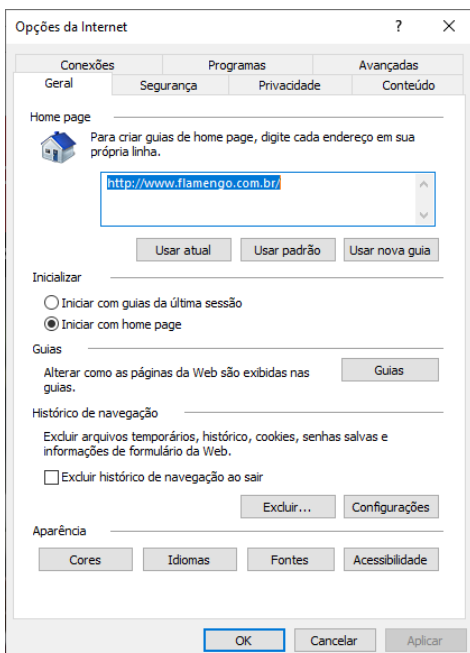 Opções da Internet ? ×
Conexões Programas Avançadas
Geral Segurança Privacidade Conteúdo
Home page
Para criar guias de home page, digite cada endereço em sua
própria linha.
http://www.flamengo.com.br/
Usar atual Usar padrão Usar nova guia
Inicializar
Iniciar com guias da última sessão
Iniciar com home page
Guias
Alterar como as páginas da Web são exibidas nas
guias.
Guias
Histórico de navegação
Excluir arquivos temporários, histórico, cookies, senhas salvas e
informações de formulário da Web.
Excluir histórico de navegação ao sair
Excluir... Configurações
Aparência
Cores Idiomas Fontes Acessibilidade
OK Cancelar Aplicar